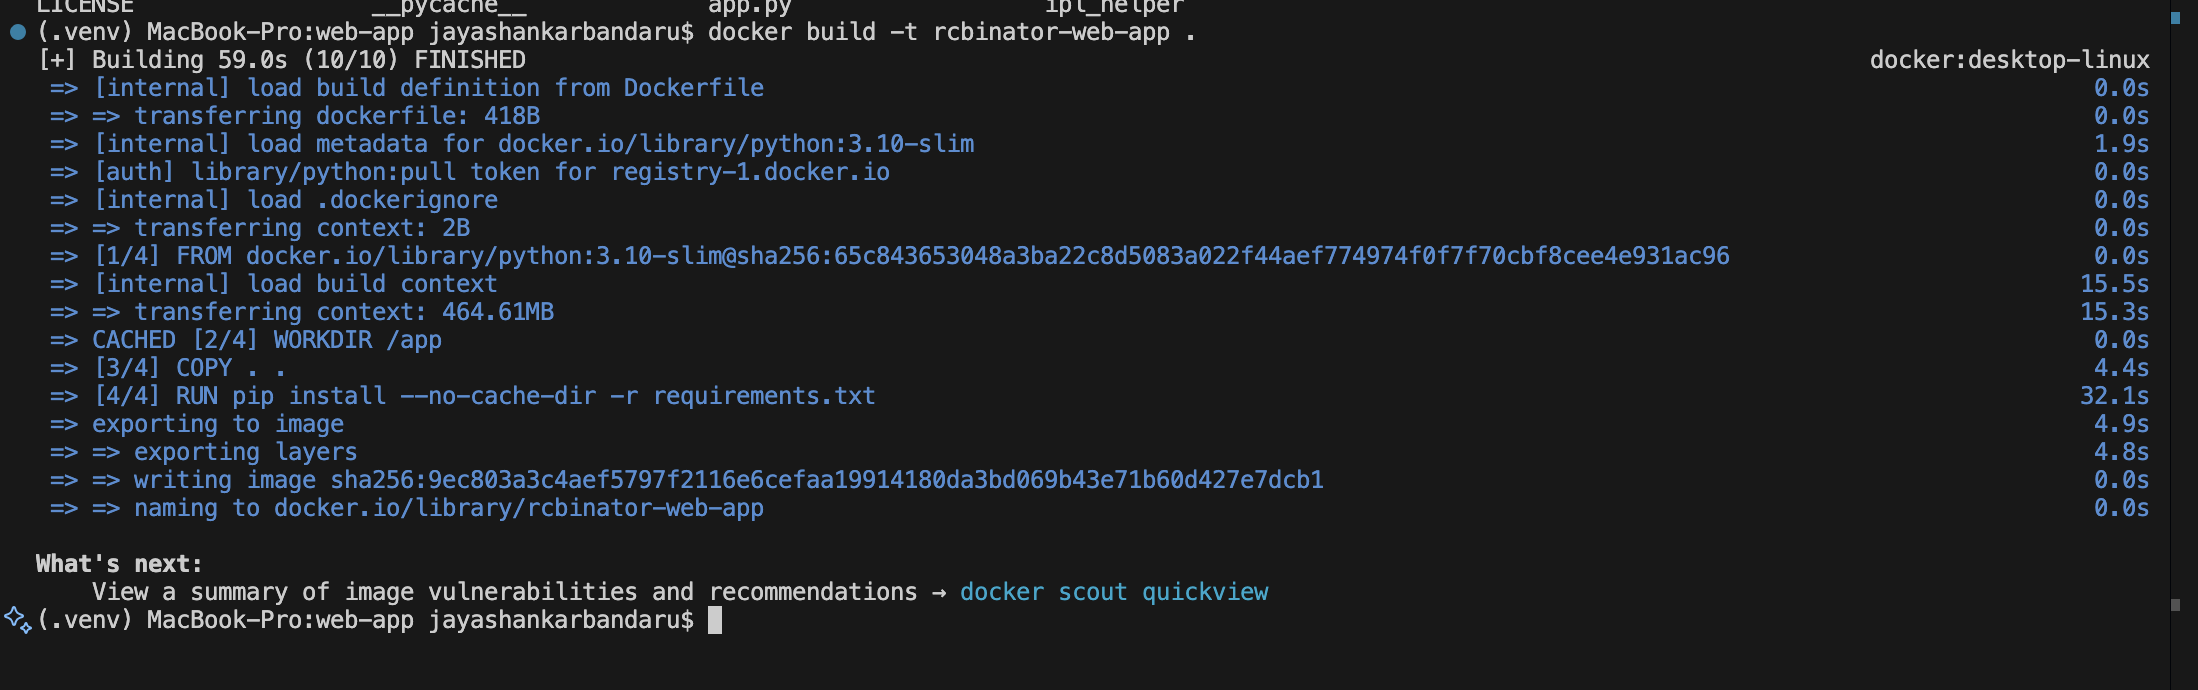 LICENSE __pycache__ app.py ipl_helper
(.venv) MacBook-Pro:web-app jayashankarbandaru$ docker build -t rcbinator-web-app .
[+] Building 59.0s (10/10) FINISHED docker:desktop-linux
=> [internal] load build definition from Dockerfile 0.0s
=> => transferring dockerfile: 418B 0.0s
=> [internal] load metadata for docker.io/library/python:3.10-slim 1.9s
=> [auth] library/python:pull token for registry-1.docker.io 0.0s
=> [internal] load .dockerignore 0.0s
=> => transferring context: 2B 0.0s
=> [1/4] FROM docker.io/library/python:3.10-slim@sha256:65c843653048a3ba22c8d5083a022f44aef774974f0f7f70cbf8cee4e931ac96 0.0s
=> [internal] load build context 15.5s
=> => transferring context: 464.61MB 15.3s
=> CACHED [2/4] WORKDIR /app 0.0s
=> [3/4] COPY . . 4.4s
=> [4/4] RUN pip install --no-cache-dir -r requirements.txt 32.1s
=> exporting to image 4.9s
=> => exporting layers 4.8s
=> => writing image sha256:9ec803a3c4aef5797f2116e6cefaa19914180da3bd069b43e71b60d427e7dcb1 0.0s
=> => naming to docker.io/library/rcbinator-web-app 0.0s
What's next:
View a summary of image vulnerabilities and recommendations → docker scout quickview
(.venv) MacBook-Pro:web-app jayashankarbandaru$